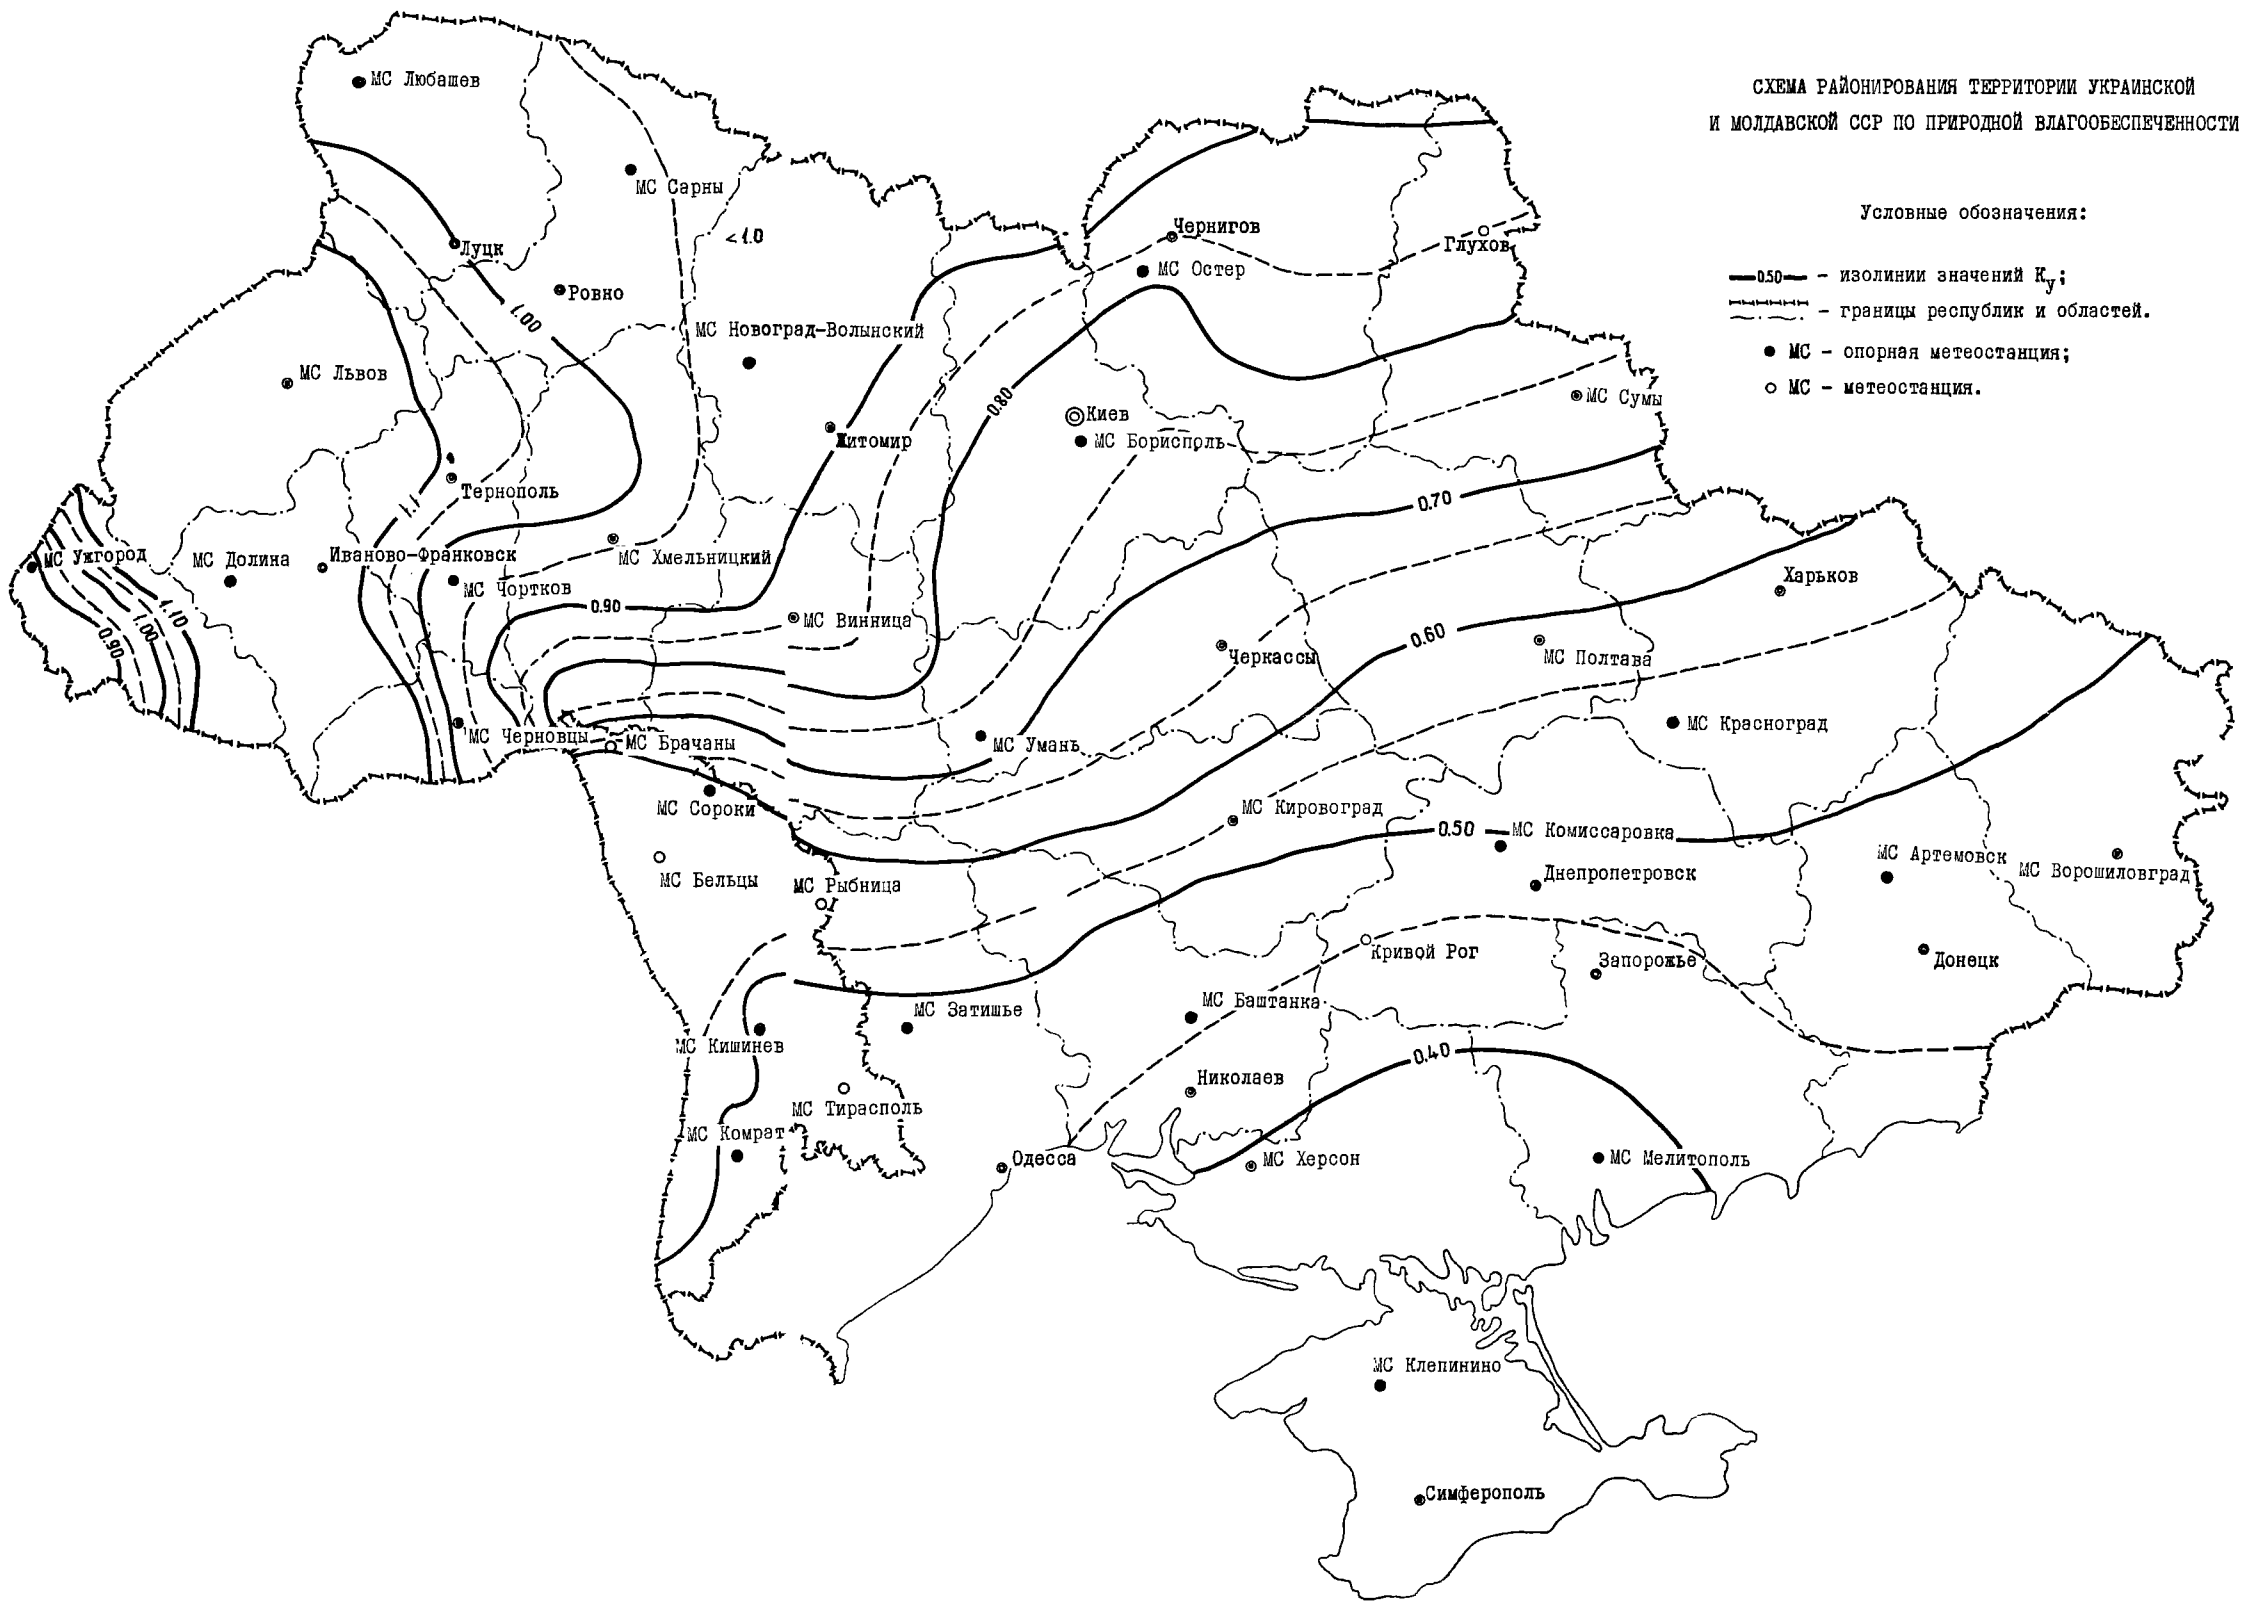 СХЕМА РАЙОНИРОВАНИЯ ТЕРРИТОРИИ УКРАИНСКОЙ
И МОЛДАВСКОЙ ССР ПО ПРИРОДНОЙ ВЛАГООБЕСПЕЧЕННОСТИ
Условные обозначения:
0.50 – изолинии значений Kу;
– границы республик и областей.
МС – опорная метеостанция;
МС – метеостанция.
МС Любашев
МС Сарны
<1.0
Луцк
Ровно
1.00
МС Новоград-Волынский
МС Львов
Житомир
Тернополь
1.1
МС Ужгород
МС Долина
Иваново-Франковск
МС Чортков
МС Хмельницкий
0.90
1.00
1.10
0.90
МС Винница
МС Черновцы
МС Брачаны
МС Сороки
МС Бельцы
МС Рыбница
МС Кишинев
МС Тирасполь
МС Комрат
МС Затишье
Одесса
Чернигов
МС Остер
Глухов
0.80
Киев
МС Борисполь
МС Сумы
0.70
Харьков
0.60
Черкассы
МС Полтава
МС Умань
МС Красноград
МС Кировоград
0.50
МС Комиссаровка
Днепропетровск
МС Артемовск
МС Ворошиловград
Кривой Рог
Запорожье
Донецк
МС Баштанка
Николаев
0.40
МС Херсон
МС Мелитополь
МС Клепинино
Симферополь